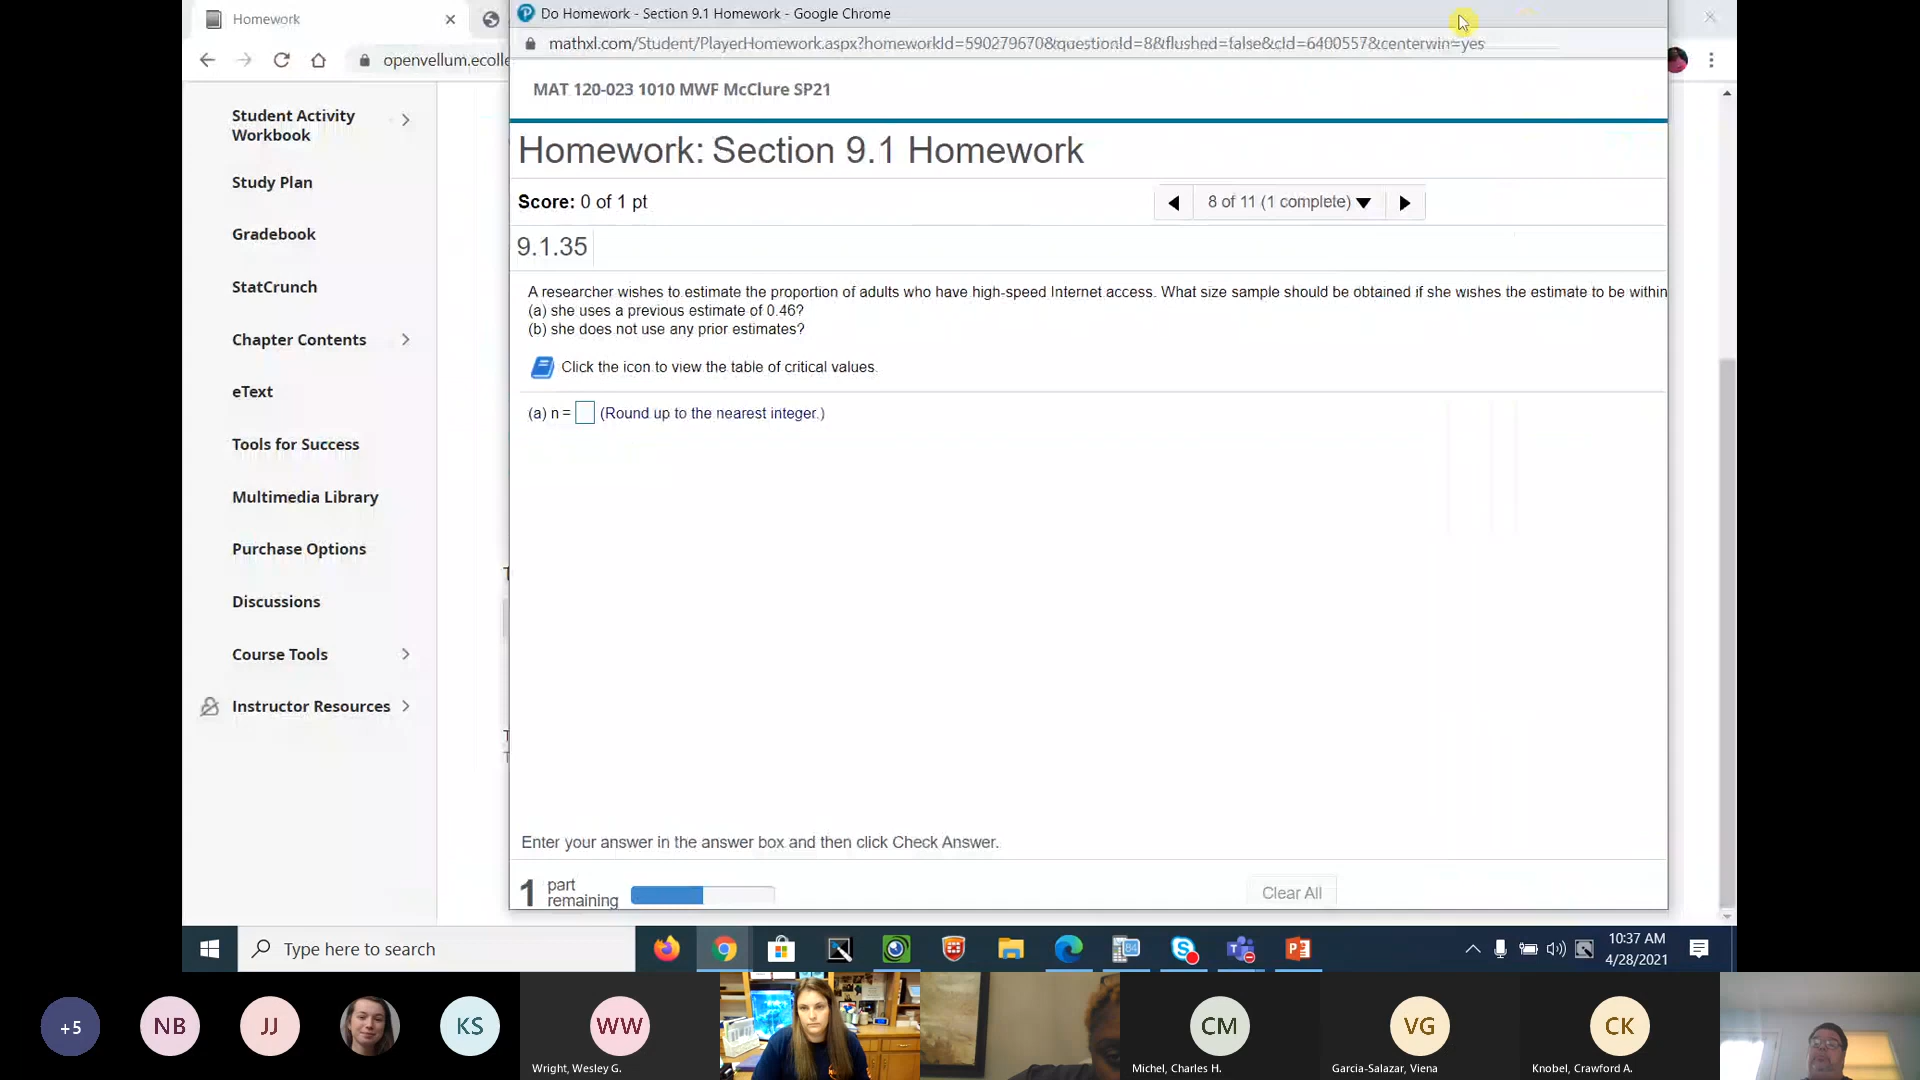 Homework
Do Homework - Section 9.1 Homework - Google Chrome
openvellum.ecolle
mathxl.com/Student/PlayerHomework.aspx?homeworkId=590279670&questionId=8&flushed=false&cId=6400557&centerwin=yes
MAT 120-023 1010 MWF McClure SP21
Student Activity
Workbook
Study Plan
Gradebook
StatCrunch
Chapter Contents
eText
Tools for Success
Multimedia Library
Purchase Options
Discussions
Course Tools
Instructor Resources
Homework: Section 9.1 Homework
Score: 0 of 1 pt
8 of 11 (1 complete)
9.1.35
A researcher wishes to estimate the proportion of adults who have high-speed Internet access. What size sample should be obtained if she wishes the estimate to be within
(a) she uses a previous estimate of 0.46?
(b) she does not use any prior estimates?
Click the icon to view the table of critical values.
(a) n = (Round up to the nearest integer.)
Enter your answer in the answer box and then click Check Answer.
1 part
remaining
Clear All
Type here to search
10:37 AM
4/28/2021
+5
NB
JJ
KS
WW
CM
VG
CK
Wright, Wesley G.
Michel, Charles H.
Garcia-Salazar, Viena
Knobel, Crawford A.